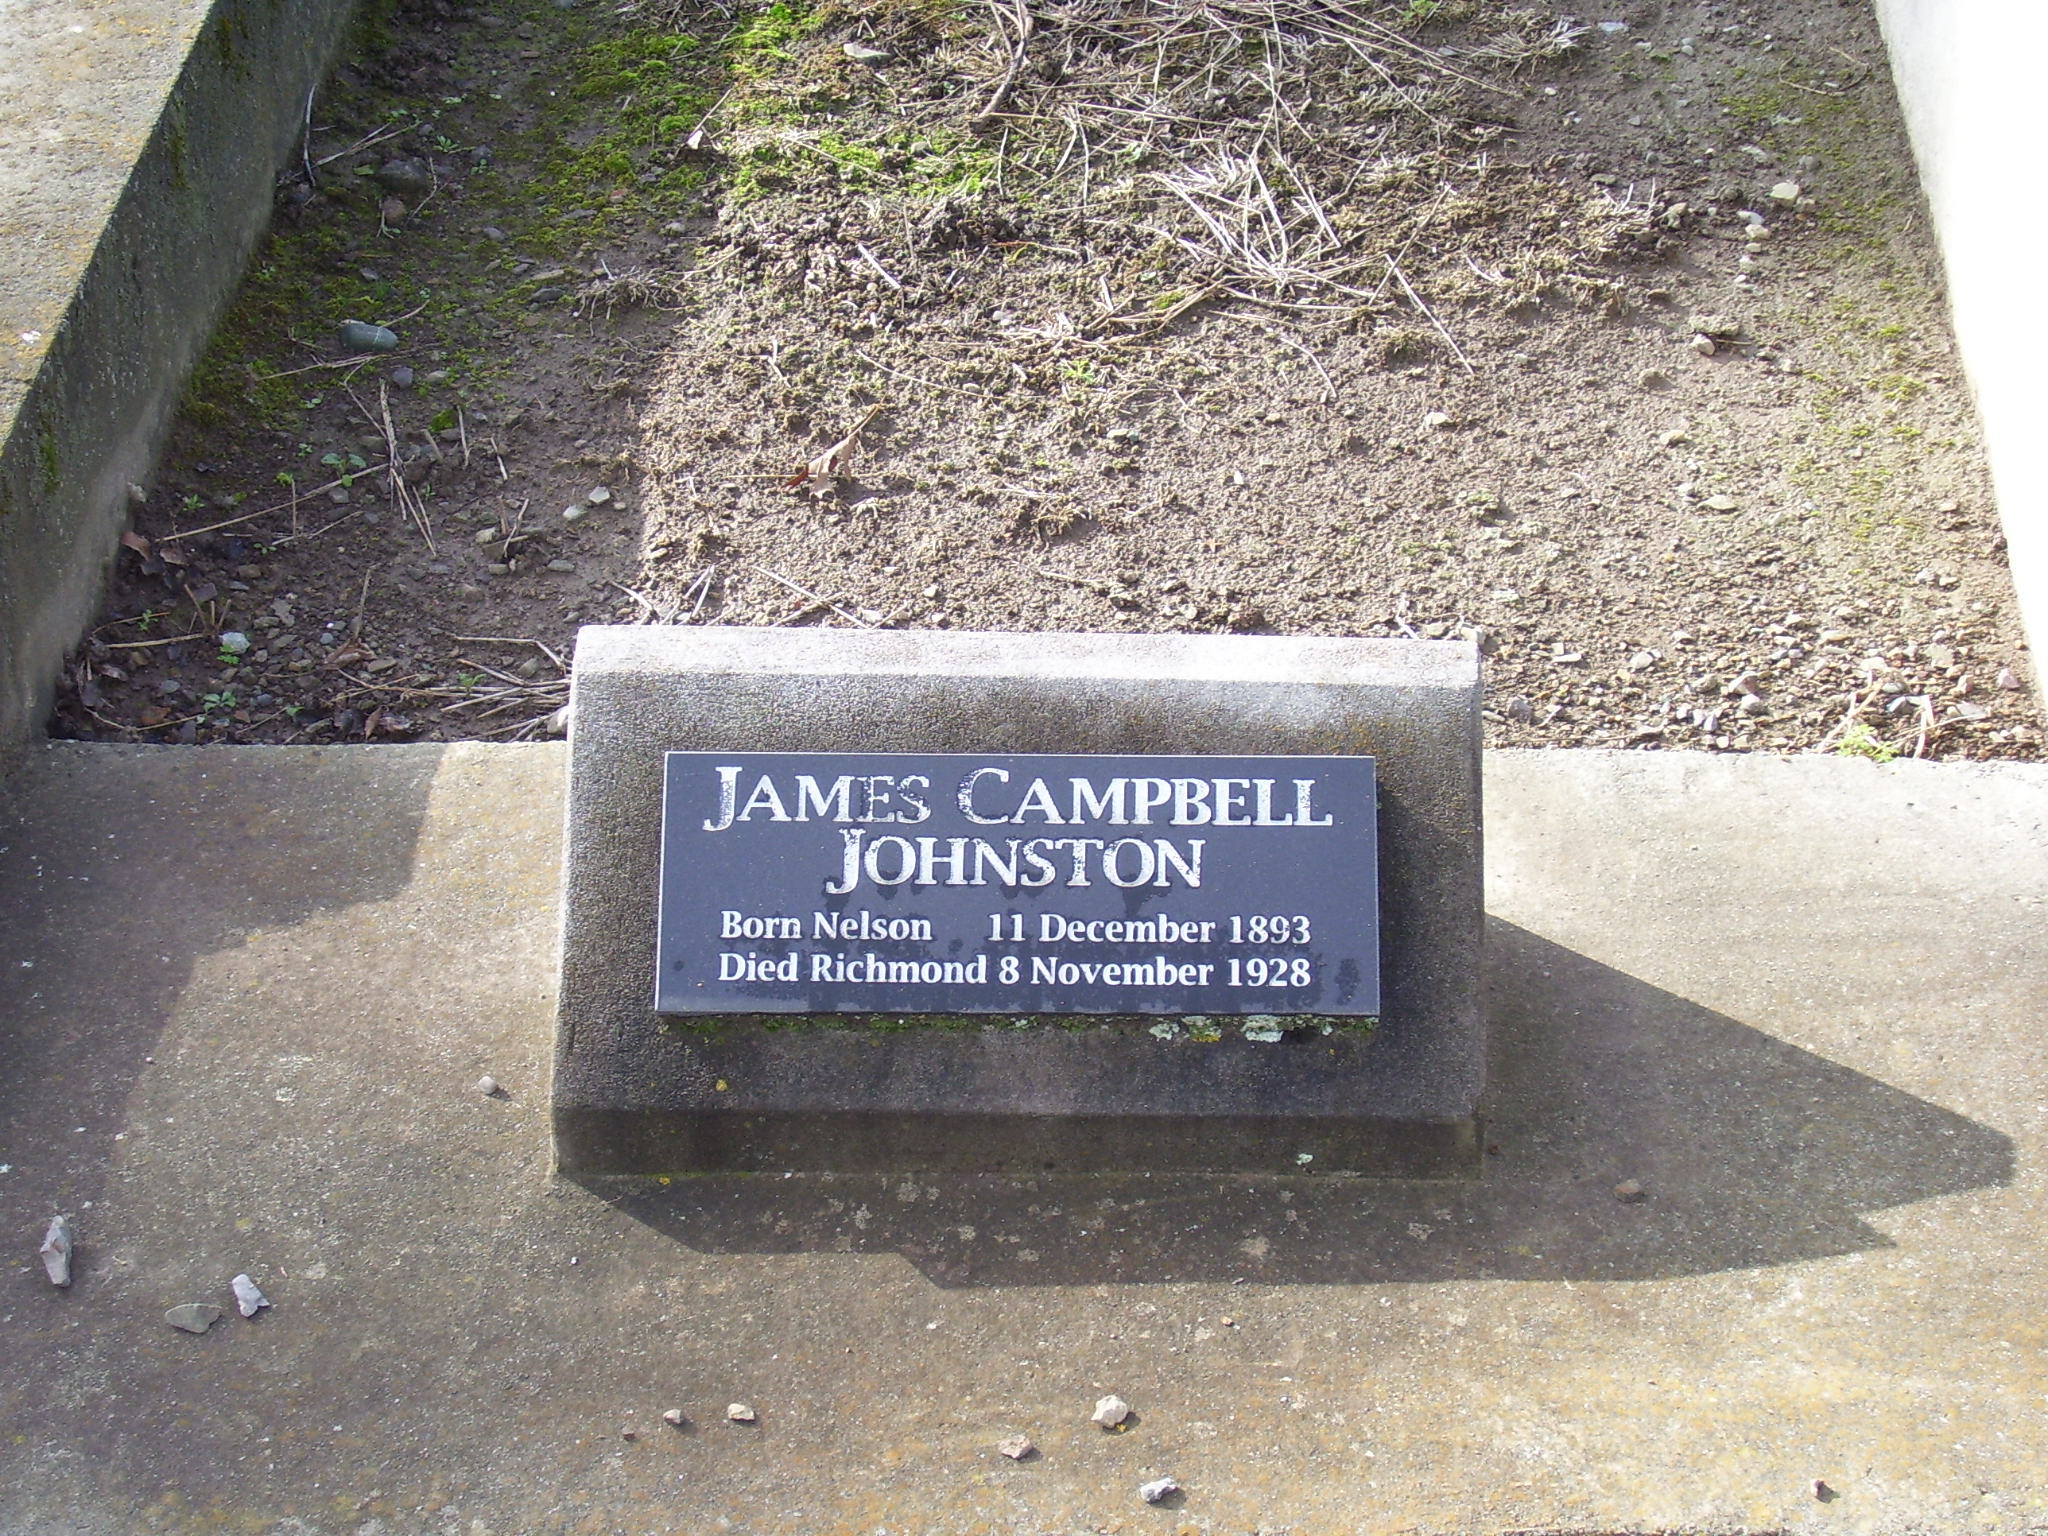 JAMES CAMPBELL
JOHNSTON
Born Nelson 11 December 1893
Died Richmond 8 November 1928